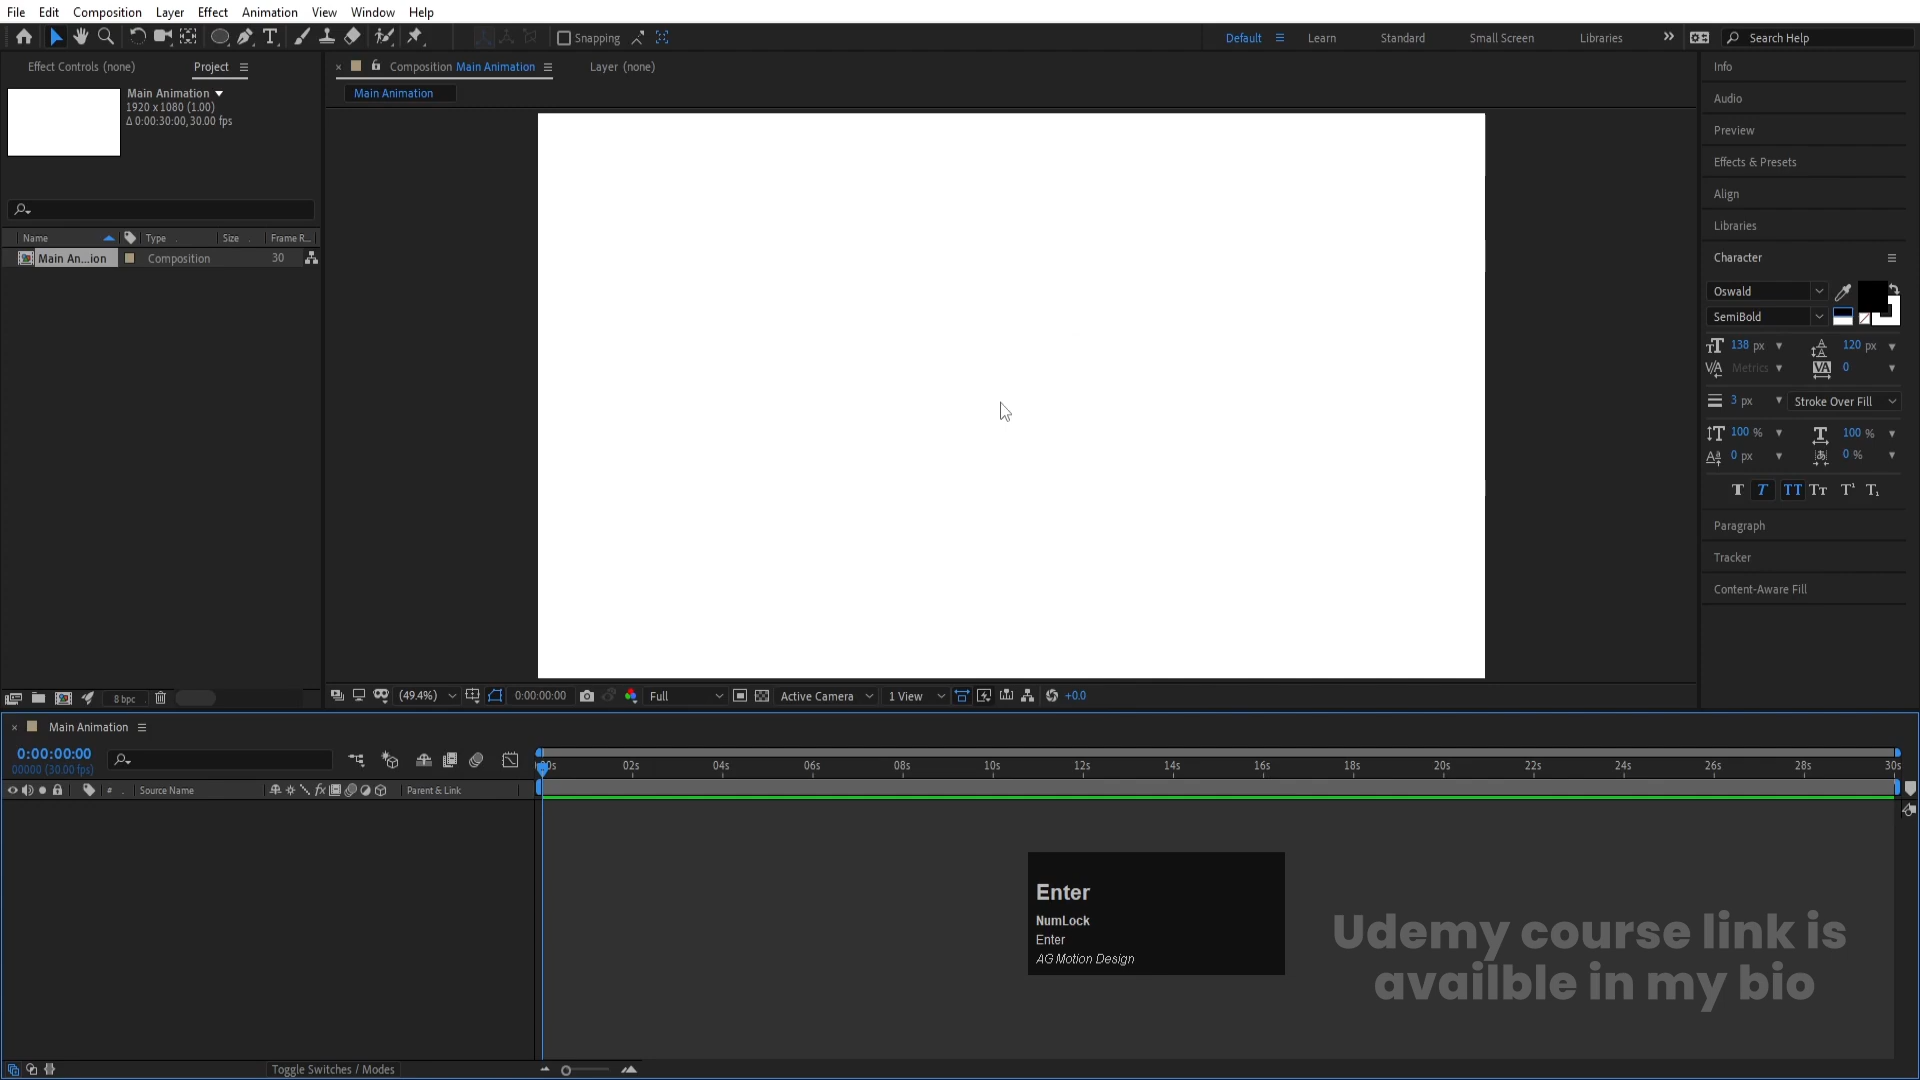 File Edit Composition Layer Effect Animation View Window Help
Snapping
Default Learn Standard Small Screen Libraries
Search Help
Effect Controls (none) Project
Composition Main Animation Layer (none)
Main Animation
Main Animation
1920 x 1080 (1.00)
Δ 0:00:30:00, 30.00 fps
Name Type Size Frame R...
Main An...ion Composition 30
Info
Audio
Preview
Effects & Presets
Align
Libraries
Character
Oswald
SemiBold
138 px 120 px
Metrics 0
3 px Stroke Over Fill
100 % 100 %
0 px 0 %
Paragraph
Tracker
Content-Aware Fill
8 bpc
(49.4%) 0:00:00:00 Full Active Camera 1 View +0.0
Main Animation
0:00:00:00
00000 (30.00 fps)
02s 04s 06s 08s 10s 12s 14s 16s 18s 20s 22s 24s 26s 28s 30s
# Source Name fx Parent & Link
Enter
NumLock
Enter
AG Motion Design
Udemy course link is
availble in my bio
Toggle Switches / Modes